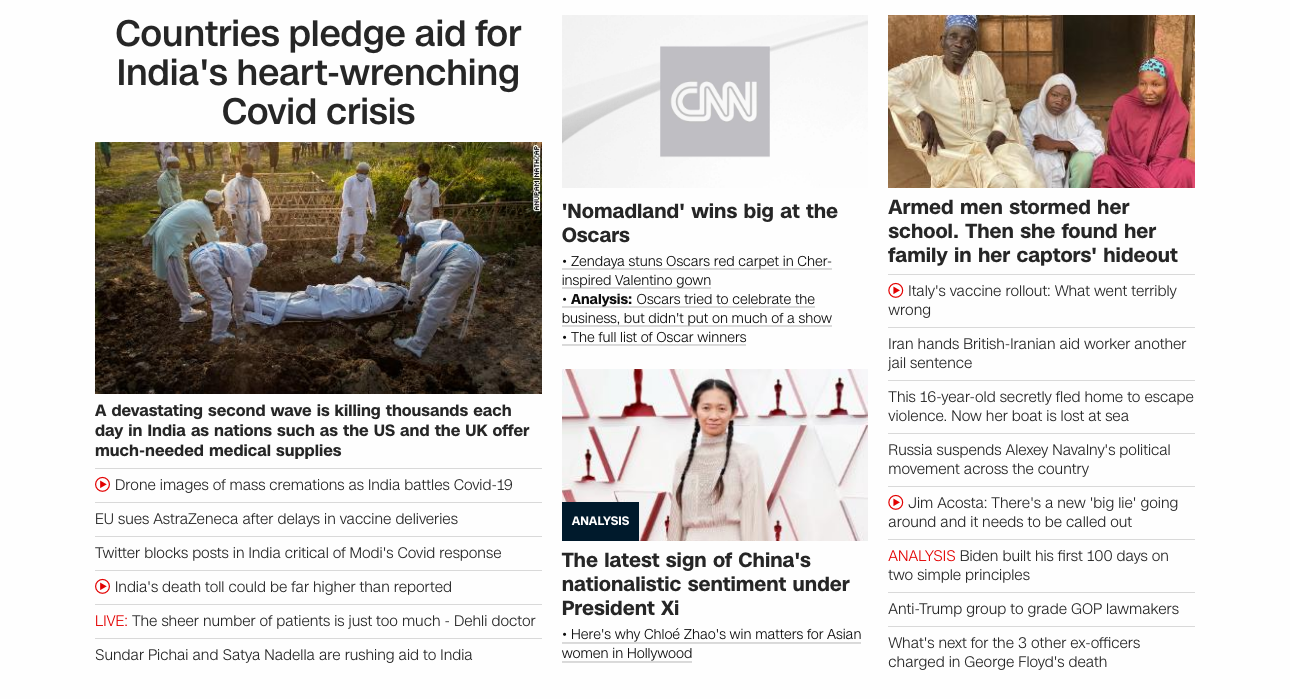 Countries pledge aid for
India's heart-wrenching
Covid crisis
ANUPAM NATH/AP
A devastating second wave is killing thousands each
day in India as nations such as the US and the UK offer
much-needed medical supplies
Drone images of mass cremations as India battles Covid-19
EU sues AstraZeneca after delays in vaccine deliveries
Twitter blocks posts in India critical of Modi's Covid response
India's death toll could be far higher than reported
LIVE: The sheer number of patients is just too much - Dehli doctor
Sundar Pichai and Satya Nadella are rushing aid to India
CNN
'Nomadland' wins big at the
Oscars
• Zendaya stuns Oscars red carpet in Cher-
inspired Valentino gown
• Analysis: Oscars tried to celebrate the
business, but didn't put on much of a show
• The full list of Oscar winners
ANALYSIS
The latest sign of China's
nationalistic sentiment under
President Xi
• Here's why Chloé Zhao's win matters for Asian
women in Hollywood
Armed men stormed her
school. Then she found her
family in her captors' hideout
Italy's vaccine rollout: What went terribly
wrong
Iran hands British-Iranian aid worker another
jail sentence
This 16-year-old secretly fled home to escape
violence. Now her boat is lost at sea
Russia suspends Alexey Navalny's political
movement across the country
Jim Acosta: There's a new 'big lie' going
around and it needs to be called out
ANALYSIS Biden built his first 100 days on
two simple principles
Anti-Trump group to grade GOP lawmakers
What's next for the 3 other ex-officers
charged in George Floyd's death